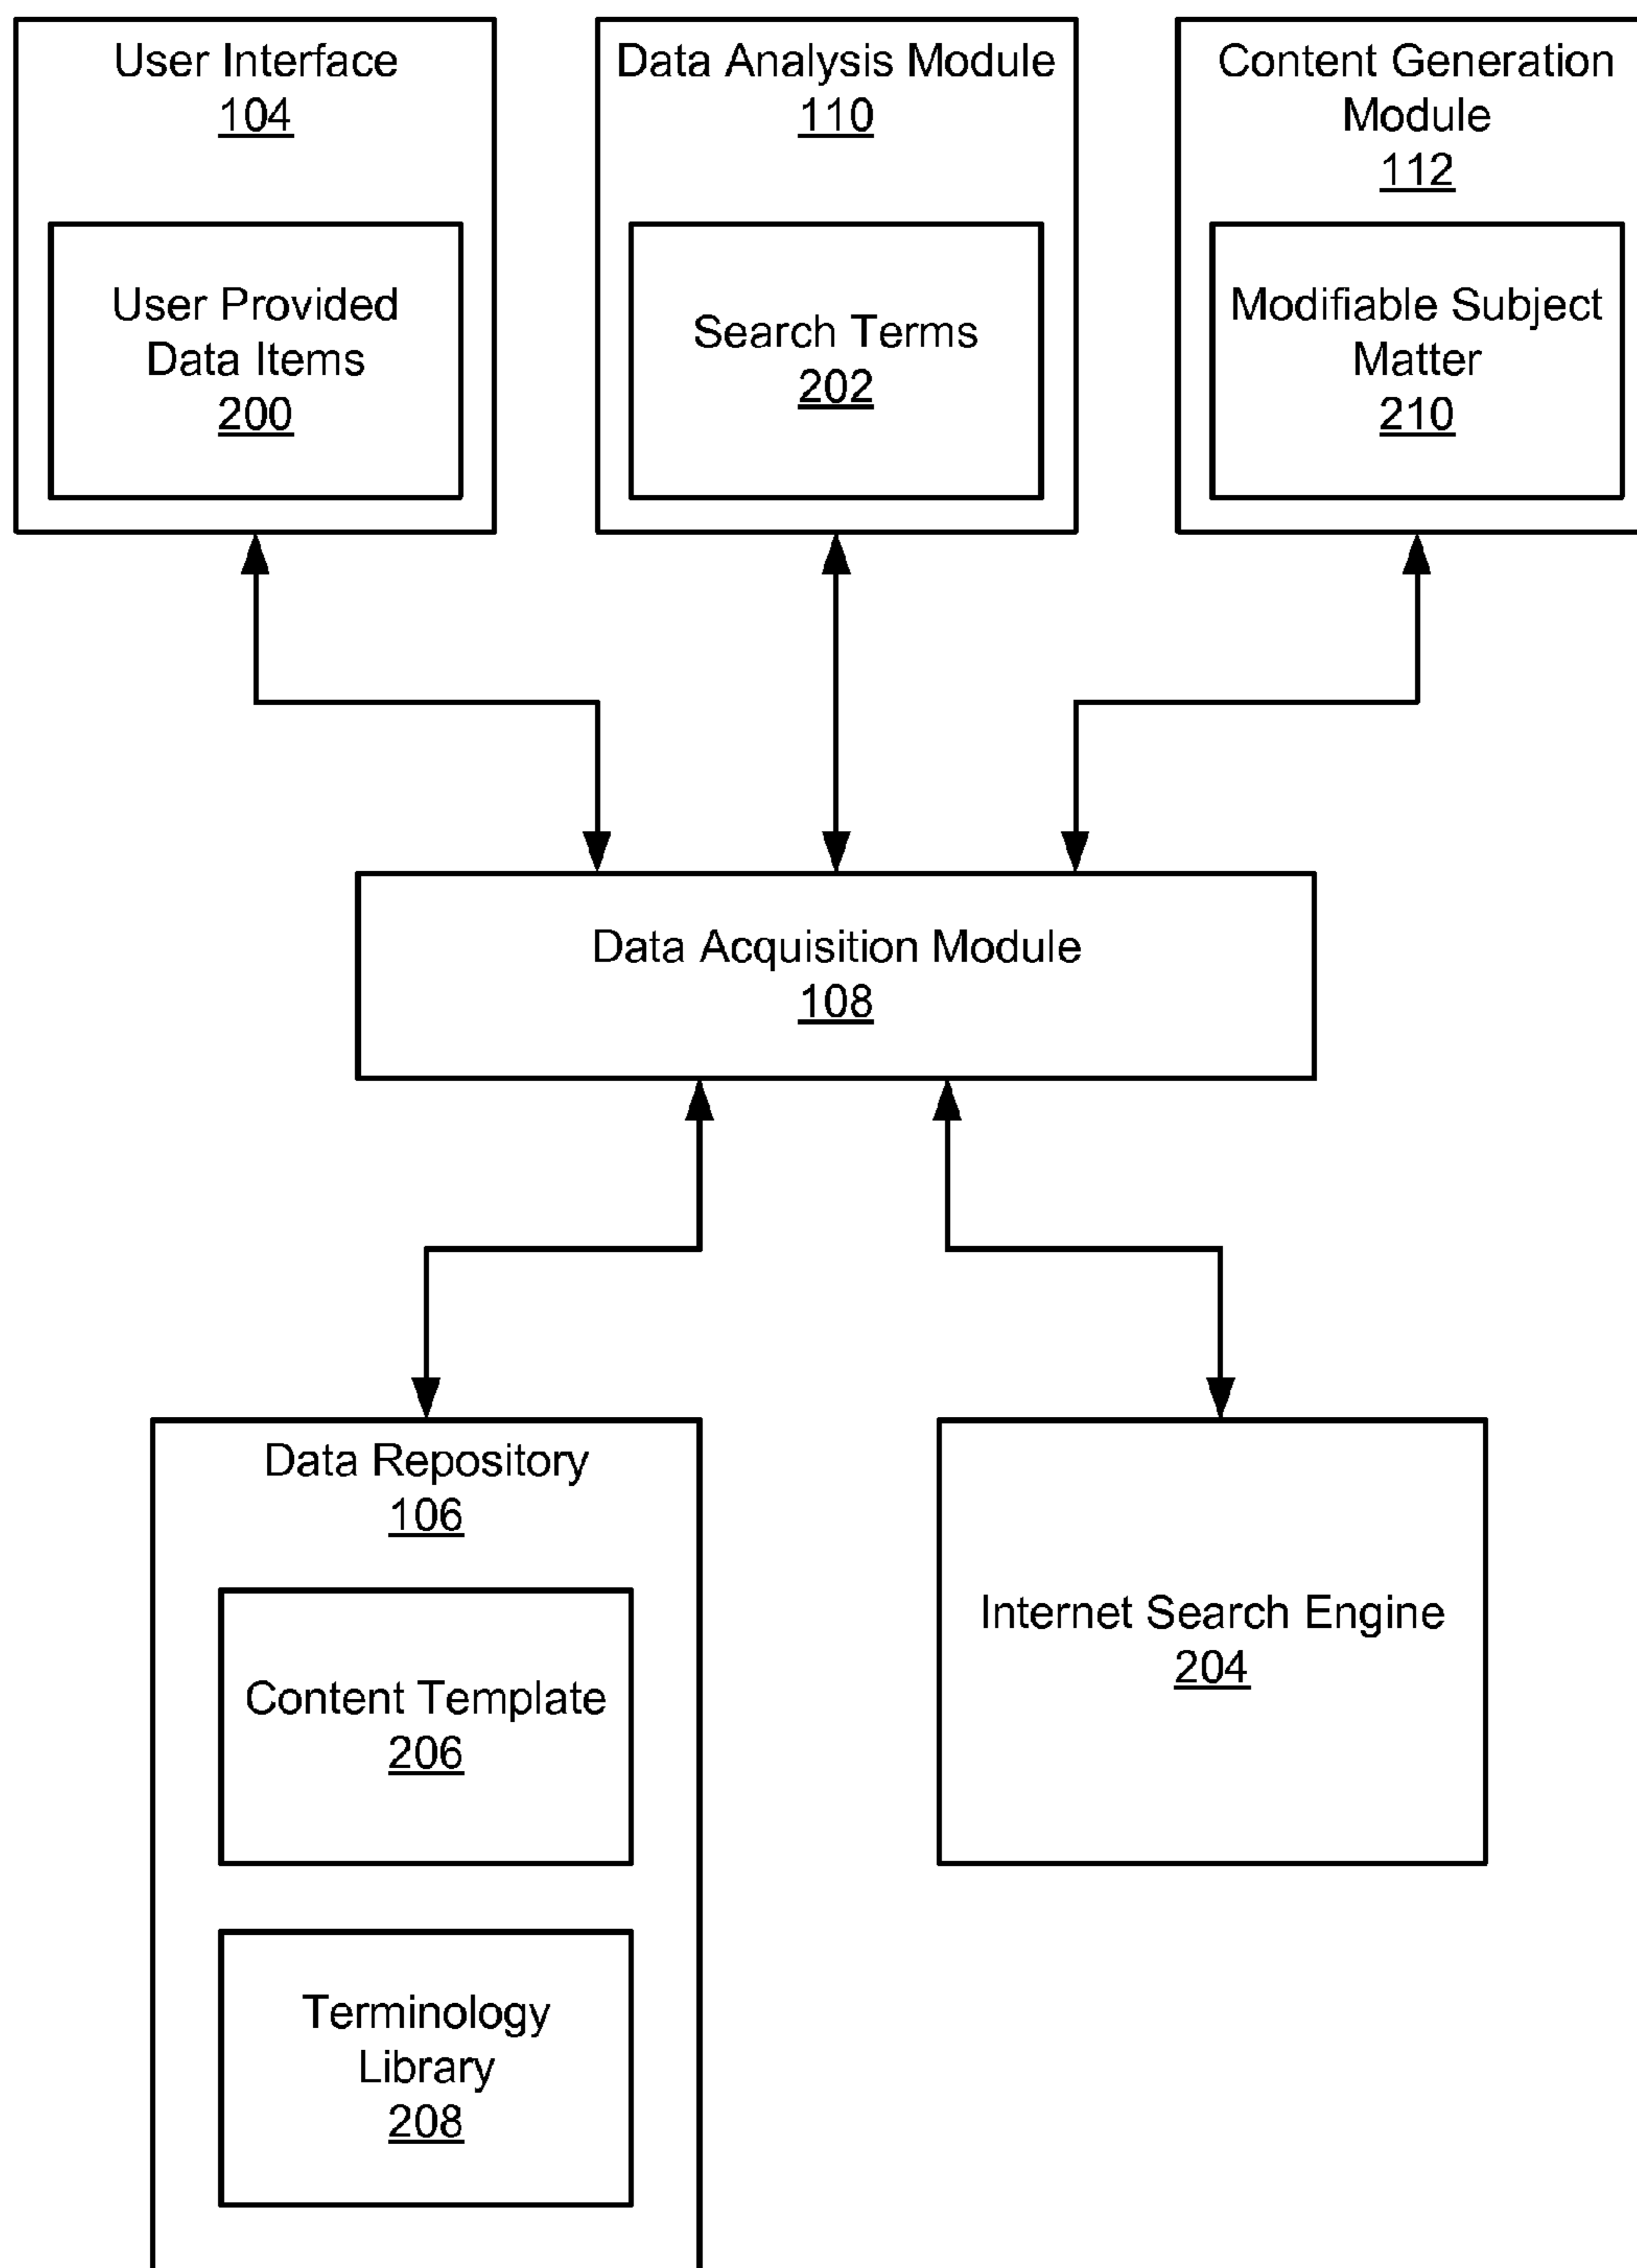 User Interface
104
User Provided
Data Items
200
Data Analysis Module
110
Search Terms
202
Content Generation
Module
112
Modifiable Subject
Matter
210
Data Acquisition Module
108
Data Repository
106
Content Template
206
Terminology
Library
208
Internet Search Engine
204